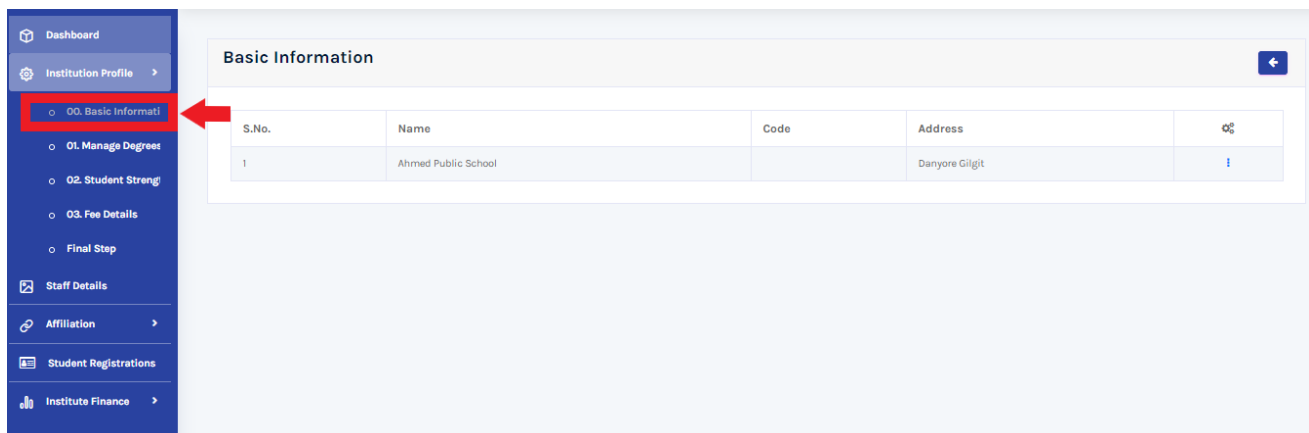 Dashboard
Institution Profile
00. Basic Informati
01. Manage Degrees
02. Student Streng
03. Fee Details
Final Step
Staff Details
Affiliation
Student Registrations
Institute Finance
Basic Information
S.No. Name Code Address
1 Ahmed Public School Danyore Gilgit